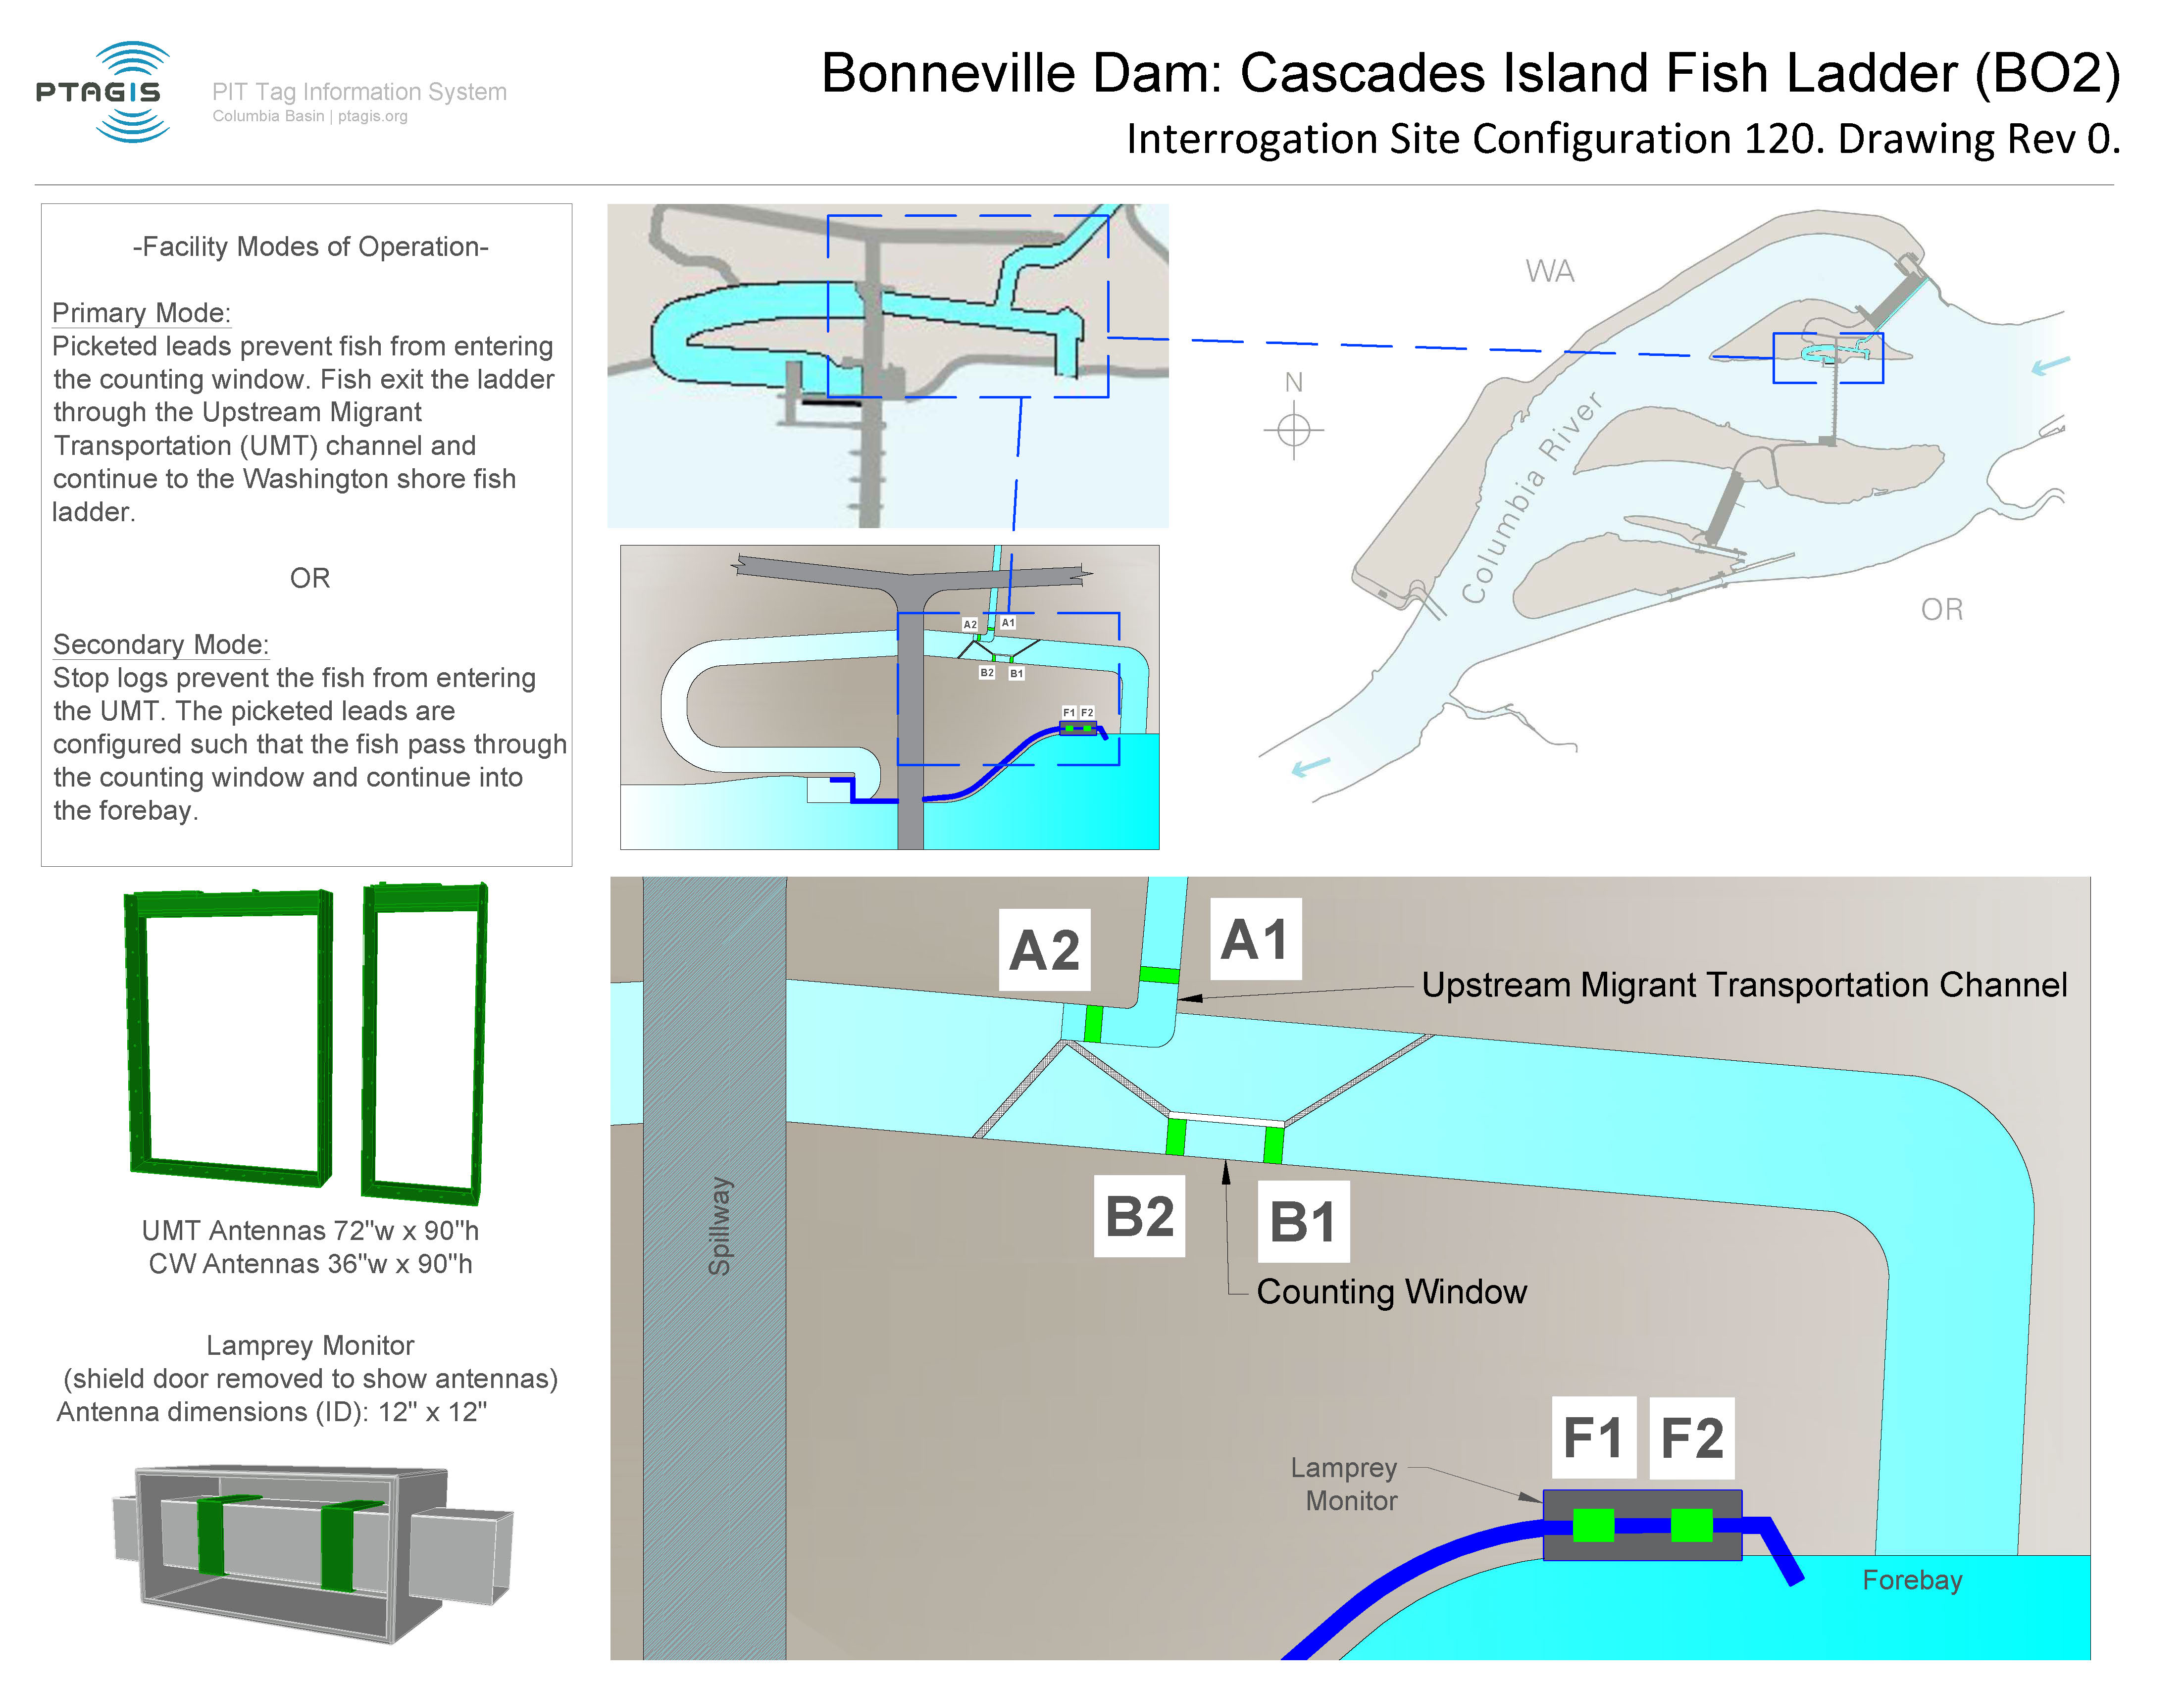 PTAGIS
PIT Tag Information System
Columbia Basin | ptagis.org
Bonneville Dam: Cascades Island Fish Ladder (BO2)
Interrogation Site Configuration 120. Drawing Rev 0.
-Facility Modes of Operation-
Primary Mode:
Picketed leads prevent fish from entering
the counting window. Fish exit the ladder
through the Upstream Migrant
Transportation (UMT) channel and
continue to the Washington shore fish
ladder.
OR
Secondary Mode:
Stop logs prevent the fish from entering
the UMT. The picketed leads are
configured such that the fish pass through
the counting window and continue into
the forebay.
UMT Antennas 72"w x 90"h
CW Antennas 36"w x 90"h
Lamprey Monitor
(shield door removed to show antennas)
Antenna dimensions (ID): 12" x 12"
A2
A1
B2
B1
F1
F2
WA
N
Columbia River
OR
A2
A1
Upstream Migrant Transportation Channel
Spillway
B2
B1
Counting Window
F1
F2
Lamprey
Monitor
Forebay